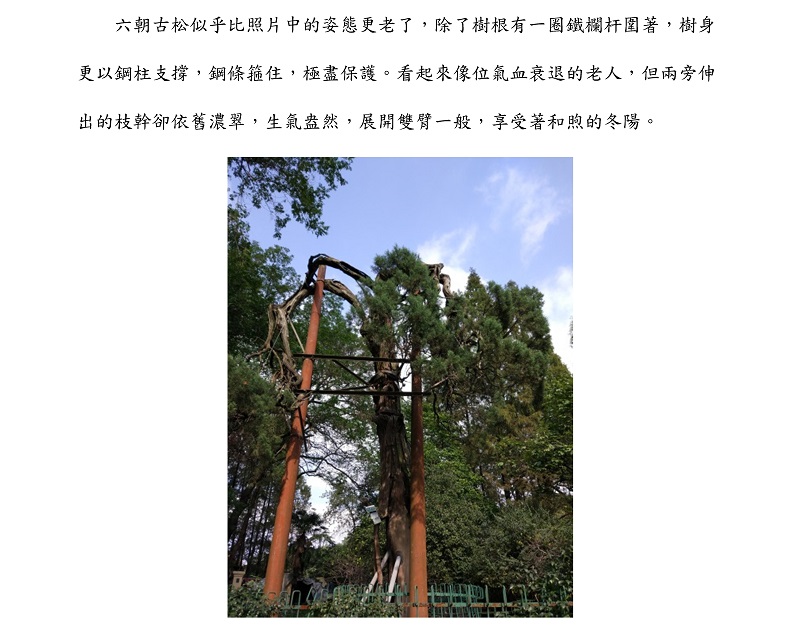 六朝古松似乎比照片中的姿態更老了，除了樹根有一圈鐵欄杆圍著，樹身
更以鋼柱支撐，鋼條箍住，極盡保護。看起來像位氣血衰退的老人，但兩旁伸
出的枝幹卻依舊濃翠，生氣盎然，展開雙臂一般，享受著和煦的冬陽。